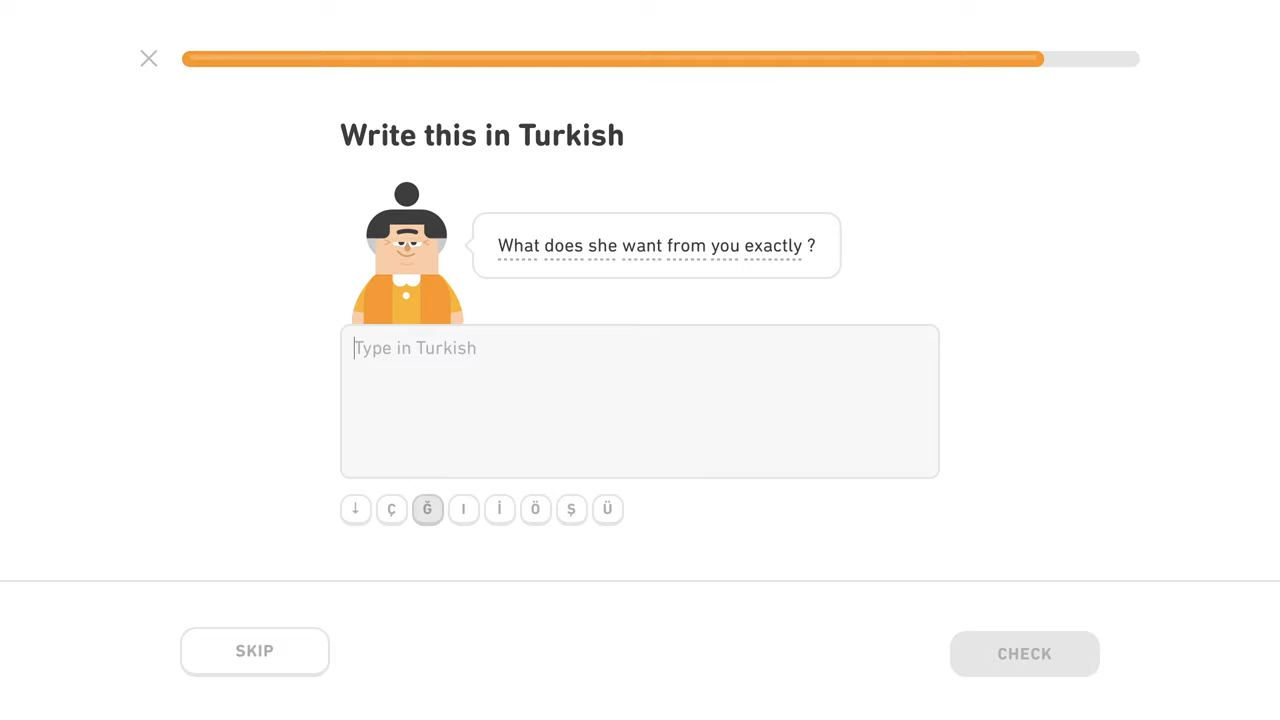 Write this in Turkish
What does she want from you exactly ?
Type in Turkish
↓ Ç Ğ I İ Ö Ş Ü
SKIP
CHECK